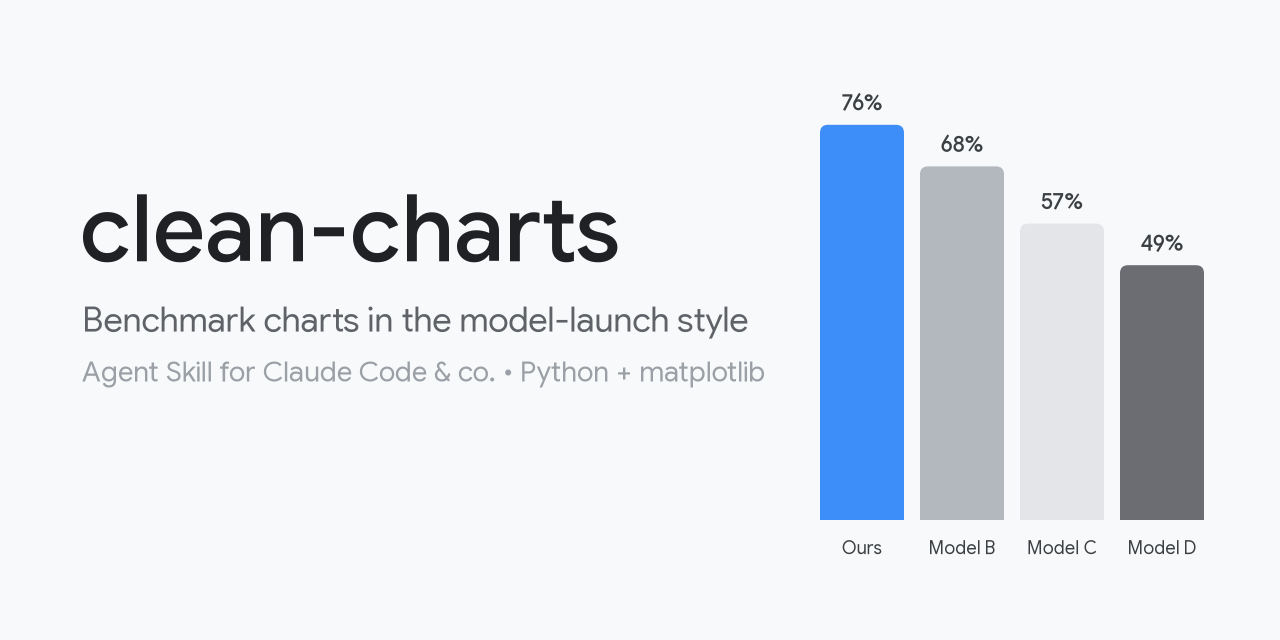 clean-charts
Benchmark charts in the model-launch style
Agent Skill for Claude Code & co. • Python + matplotlib
76%
68%
57%
49%
Ours
Model B
Model C
Model D